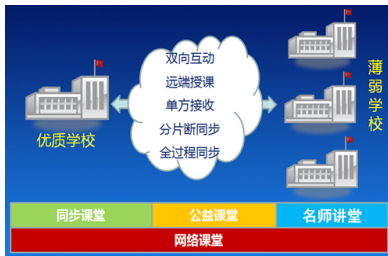 双向互动
远端授课
单方接收
分片断同步
全过程同步
优质学校
薄弱学校
同步课堂
公益课堂
名师讲堂
网络课堂